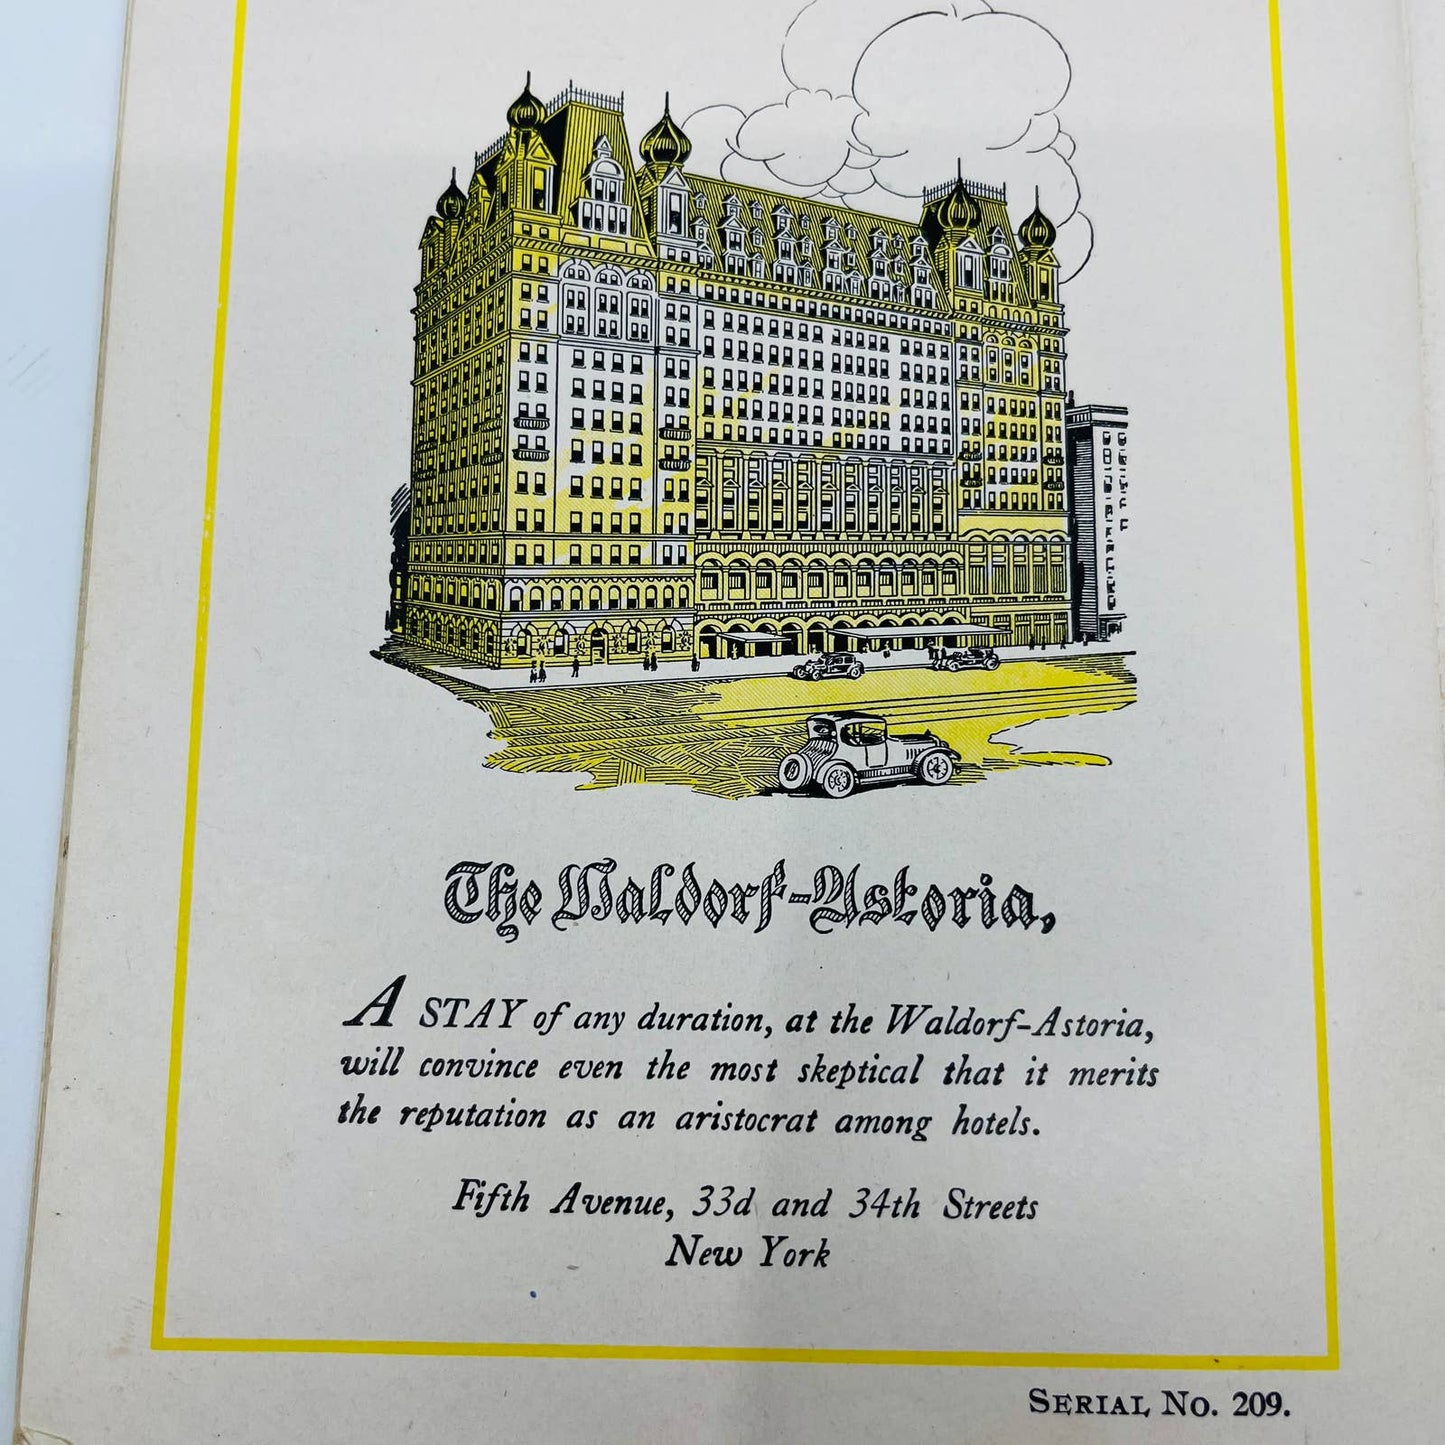 The Waldorf-Astoria,
A STAY of any duration, at the Waldorf-Astoria,
will convince even the most skeptical that it merits
the reputation as an aristocrat among hotels.
Fifth Avenue, 33d and 34th Streets
New York
SERIAL NO. 209.